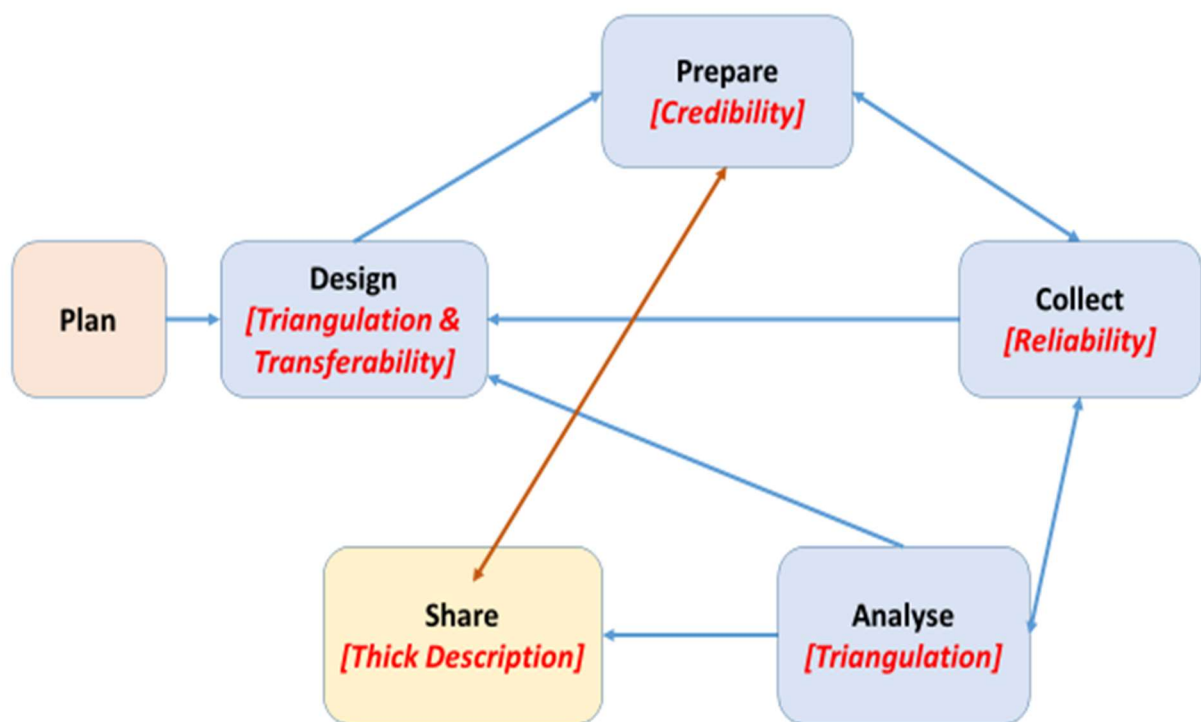 Prepare
[Credibility]
Plan
Design
[Triangulation &
Transferability]
Collect
[Reliability]
Share
[Thick Description]
Analyse
[Triangulation]